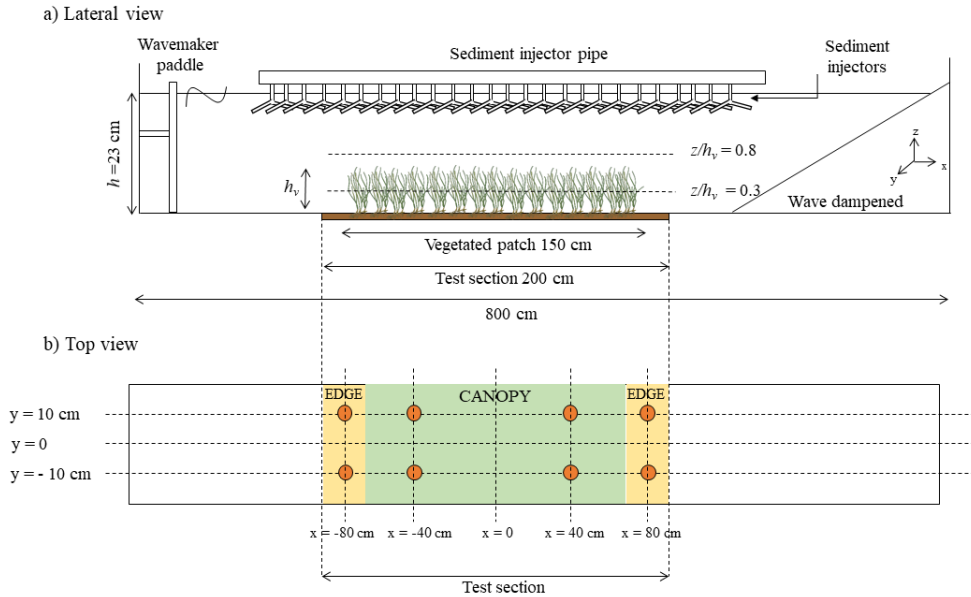 a) Lateral view
Wavemaker
paddle
Sediment injector pipe
Sediment
injectors
h=23 cm
z/hv = 0.8
hv
z/hv = 0.3
z
x
y
Wave dampened
Vegetated patch 150 cm
Test section 200 cm
800 cm
b) Top view
EDGE
CANOPY
EDGE
y = 10 cm
y = 0
y = - 10 cm
x = -80 cm
x = -40 cm
x = 0
x = 40 cm
x = 80 cm
Test section